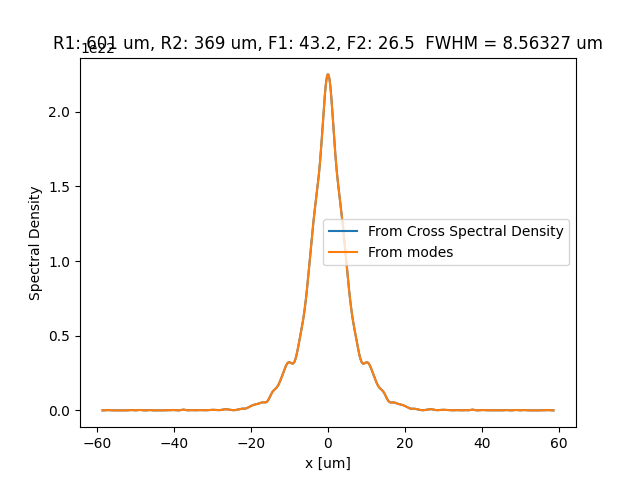 R1: 601 um, R2: 369 um, F1: 43.2, F2: 26.5  FWHM = 8.56327 um
1e22
2.0
1.5
1.0
0.5
0.0
Spectral Density
From Cross Spectral Density
From modes
−60 −40 −20 0 20 40 60
x [um]